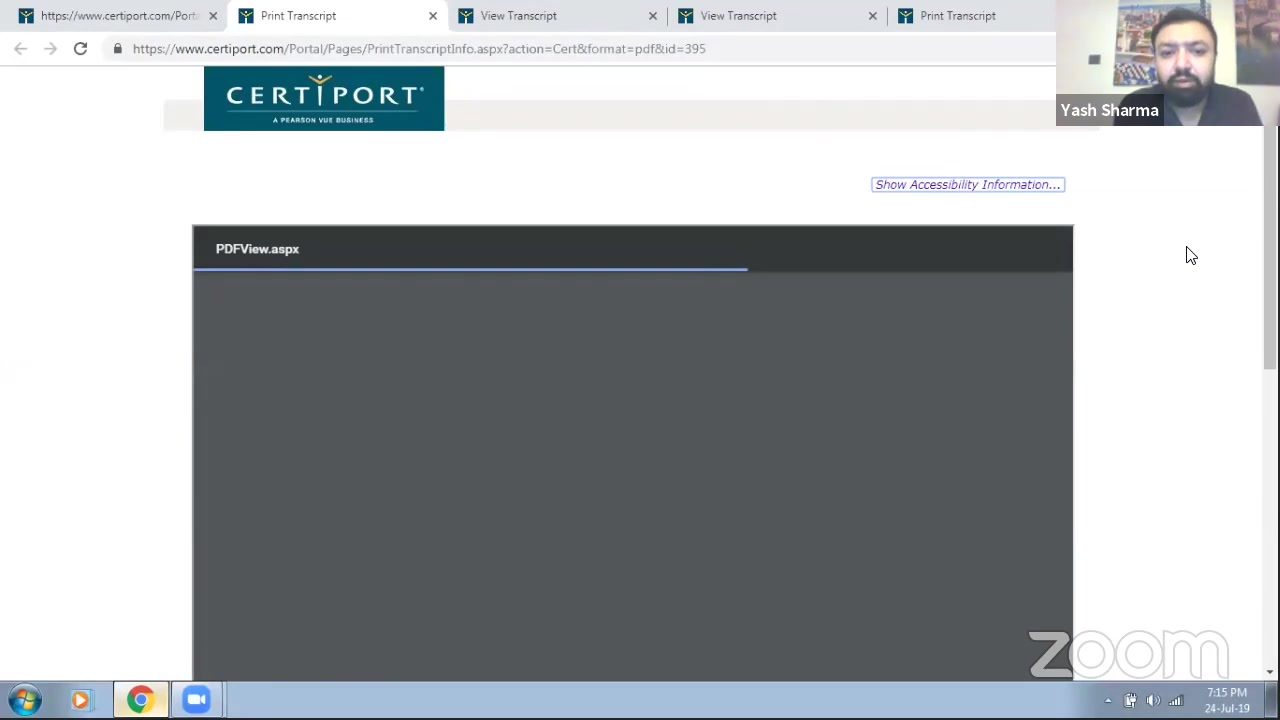 https://www.certiport.com/Porta
Print Transcript
View Transcript
View Transcript
Print Transcript
https://www.certiport.com/Portal/Pages/PrintTranscriptInfo.aspx?action=Cert&format=pdf&id=395
CERTIPORT®
A PEARSON VUE BUSINESS
Yash Sharma
Show Accessibility Information...
PDFView.aspx
zoom
7:15 PM
24-Jul-19